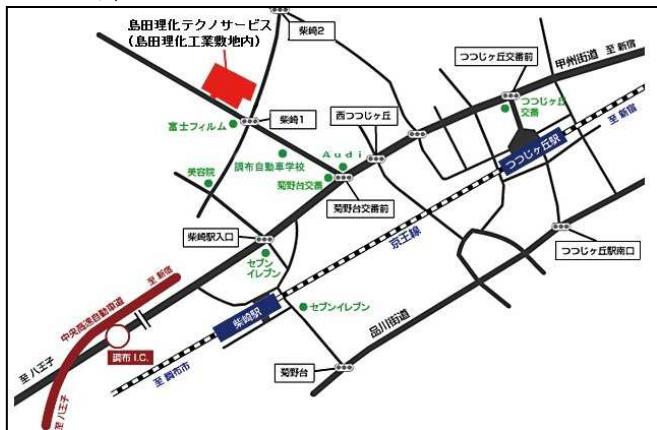 島田理化テクノサービス
(島田理化工業敷地内)
柴崎2
つつじヶ丘交番前
甲州街道
至 新宿
つつじヶ丘
交番
富士フィルム
柴崎1
西つつじヶ丘
至 新宿
つつじヶ丘駅
美容院
調布自動車学校
Audi
菊野台交番
菊野台交番前
柴崎駅入口
京王線
つつじヶ丘駅南口
セブン
イレブン
至 新宿
中央高速自動車道
柴崎駅
セブンイレブン
品川街道
調布 I.C.
至 八王子
至 調布市
菊野台
至 八王子